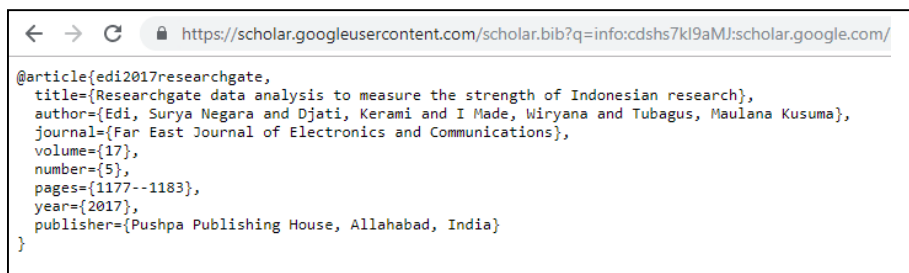 https://scholar.googleusercontent.com/scholar.bib?q=info:cdshs7kl9aMJ:scholar.google.com/
@article{edi2017researchgate,
  title={Researchgate data analysis to measure the strength of Indonesian research},
  author={Edi, Surya Negara and Djati, Kerami and I Made, Wiryana and Tubagus, Maulana Kusuma},
  journal={Far East Journal of Electronics and Communications},
  volume={17},
  number={5},
  pages={1177--1183},
  year={2017},
  publisher={Pushpa Publishing House, Allahabad, India}
}